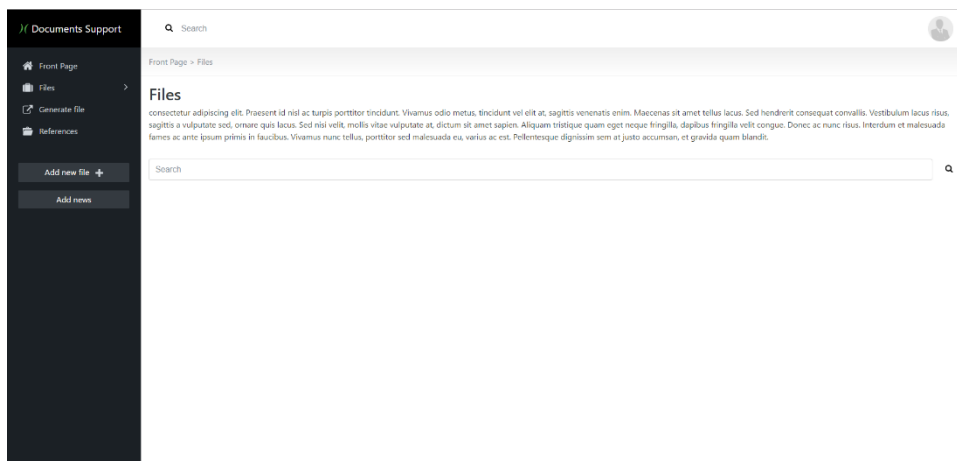 Documents Support
Search
Front Page
Files
Generate file
References
Add new file
Add news
Front Page > Files
Files
consectetur adipiscing elit. Praesent id nisl ac turpis porttitor tincidunt. Vivamus odio metus, tincidunt vel elit at, sagittis venenatis enim. Maecenas sit amet tellus lacus. Sed hendrerit consequat convallis. Vestibulum lacus risus,
sagittis a vulputate sed, ornare quis lacus. Sed nisi velit, mollis vitae vulputate at, dictum sit amet sapien. Aliquam tristique quam eget neque fringilla, dapibus fringilla velit congue. Donec ac nunc risus. Interdum et malesuada
fames ac ante ipsum primis in faucibus. Vivamus nunc tellus, porttitor sed malesuada eu, varius ac est. Pellentesque dignissim sem at justo accumsan, et gravida quam blandit.
Search